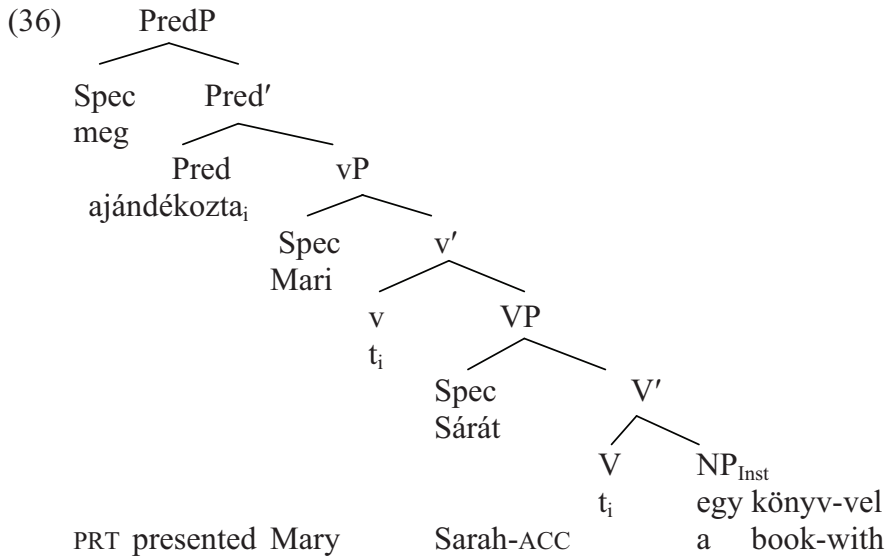 (36) PredP
Spec Pred′
meg
Pred vP
ajándékoztaᵢ
Spec v′
Mari
v VP
tᵢ
Spec V′
Sárát
V NP_Inst
tᵢ egy könyv-vel
PRT presented Mary Sarah-ACC a book-with